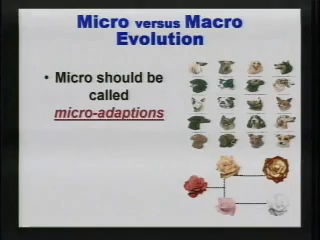 Micro versus Macro
Evolution
• Micro should be
called
micro-adaptions